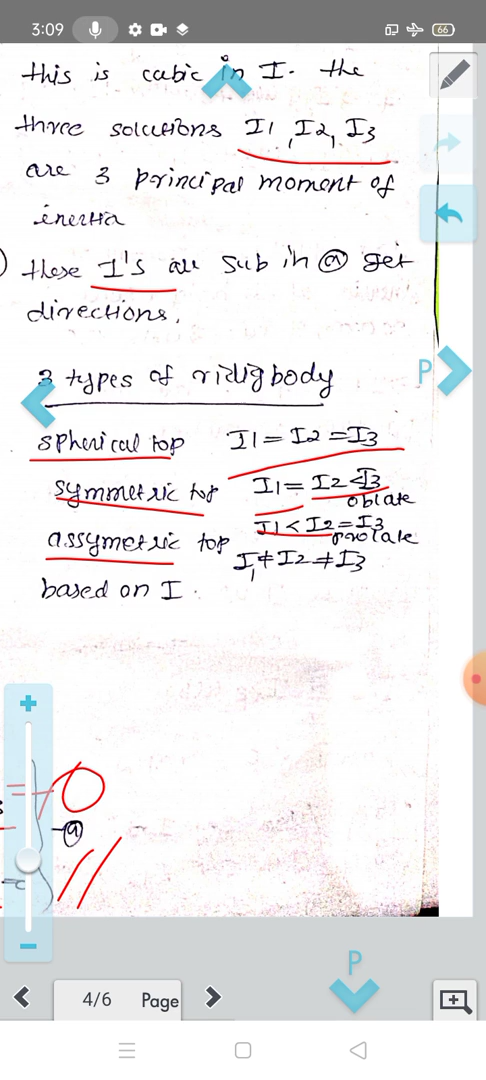 3:09
66
this is cubic in I. the
three solutions I1, I2, I3
are 3 principal moment of
inertia
) these I's are sub in ⓐ get
directions.
3 types of ridigbody
P
spherical top I1 = I2 = I3
symmetric top I1 = I2 < I3
oblate
I1 < I2 = I3
prolate
assymetric top I1 ≠ I2 ≠ I3
based on I.
+
= 0
ⓐ
=c
-
P
4/6 Page